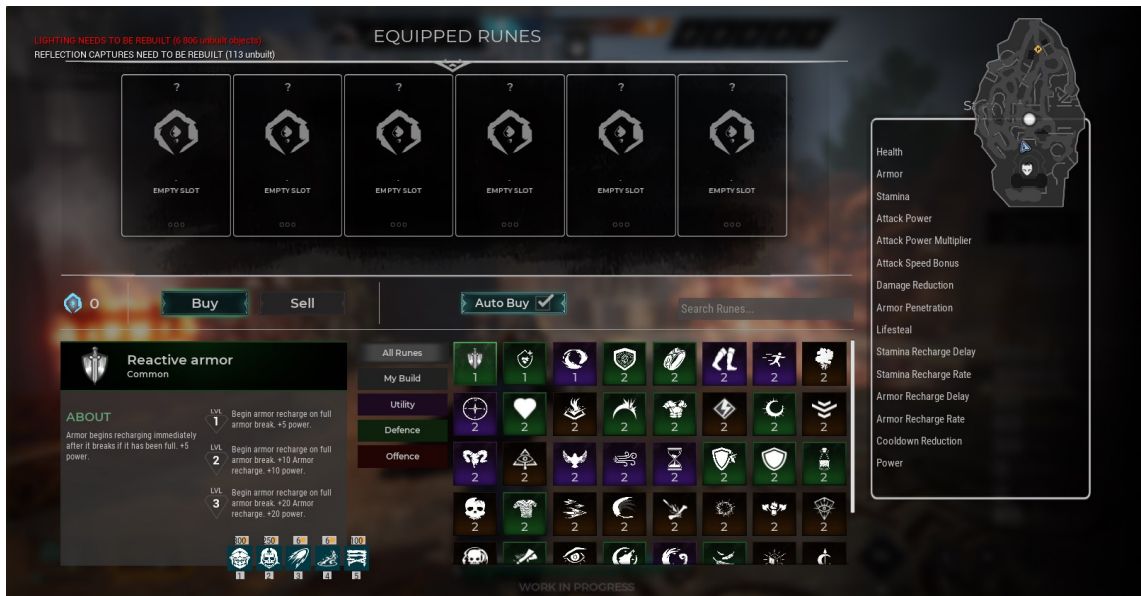 LIGHTING NEEDS TO BE REBUILT (6 806 unbuilt objects)
REFLECTION CAPTURES NEED TO BE REBUILT (113 unbuilt)
EQUIPPED RUNES
? ? ? ? ? ?
- - - - - -
EMPTY SLOT EMPTY SLOT EMPTY SLOT EMPTY SLOT EMPTY SLOT EMPTY SLOT
Health
Armor
Stamina
Attack Power
Attack Power Multiplier
Attack Speed Bonus
Damage Reduction
Armor Penetration
Lifesteal
Stamina Recharge Delay
Stamina Recharge Rate
Armor Recharge Delay
Armor Recharge Rate
Cooldown Reduction
Power
0
Buy
Sell
Auto Buy
Search Runes...
Reactive armor
Common
ABOUT
Armor begins recharging immediately
after it breaks if it has been full. +5
power.
LVL
1
Begin armor recharge on full
armor break. +5 power.
LVL
2
Begin armor recharge on full
armor break. +10 Armor
recharge. +10 power.
LVL
3
Begin armor recharge on full
armor break. +20 Armor
recharge. +20 power.
6 6 100
1 2 3 4 5
All Runes
My Build
Utility
Defence
Offence
1 1 1 2 2 2 2 2
2 2 2 2 2 2 2 2
2 2 2 2 2 2 2 2
2 2 2 2 2 2 2 2
WORK IN PROGRESS